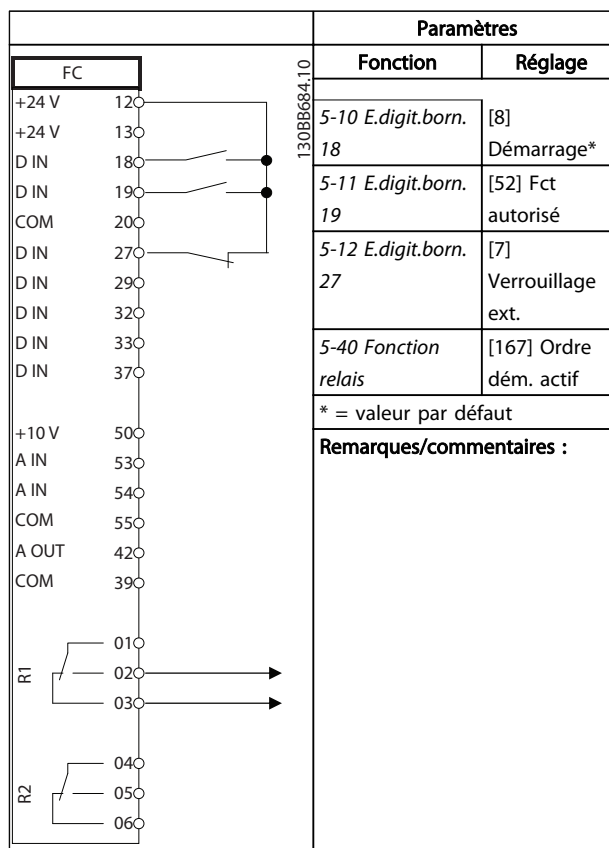 FC
+24 V 12
+24 V 13
D IN 18
D IN 19
COM 20
D IN 27
D IN 29
D IN 32
D IN 33
D IN 37
+10 V 50
A IN 53
A IN 54
COM 55
A OUT 42
COM 39
R1
01
02
03
R2
04
05
06
130BB684.10
Paramètres
Fonction Réglage
5-10 E.digit.born. [8]
18 Démarrage*
5-11 E.digit.born. [52] Fct
19 autorisé
5-12 E.digit.born. [7]
27 Verrouillage
ext.
5-40 Fonction [167] Ordre
relais dém. actif
* = valeur par défaut
Remarques/commentaires :